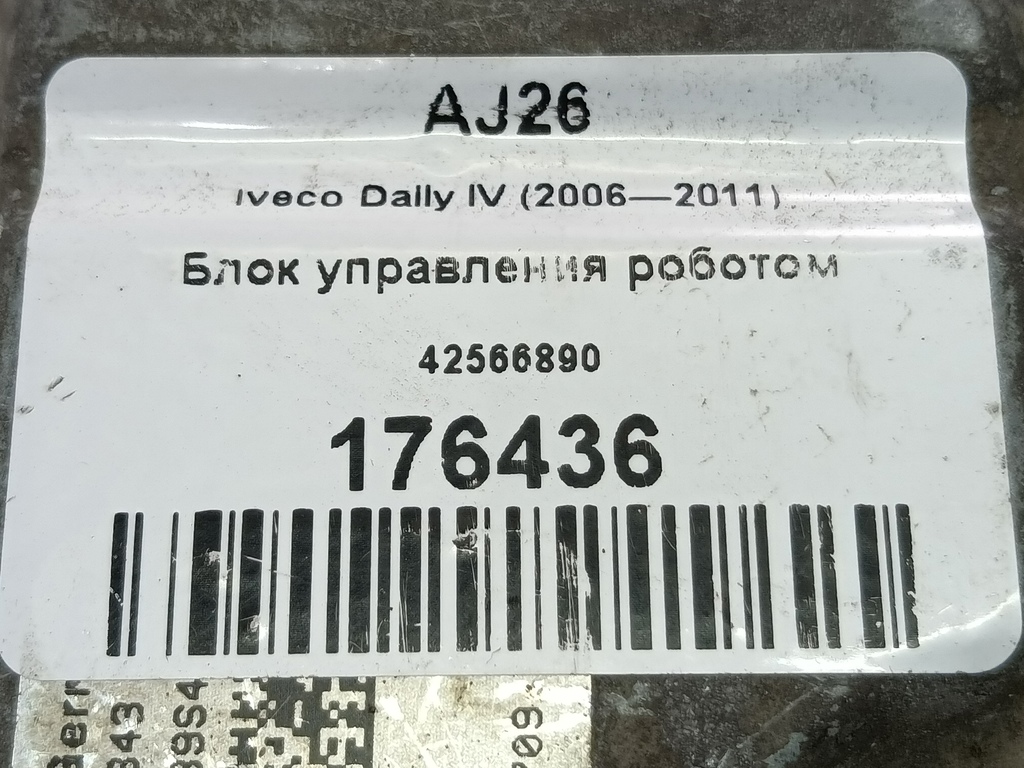 AJ26
Iveco Daily IV (2006—2011)
Блок управления роботом
42566890
176436